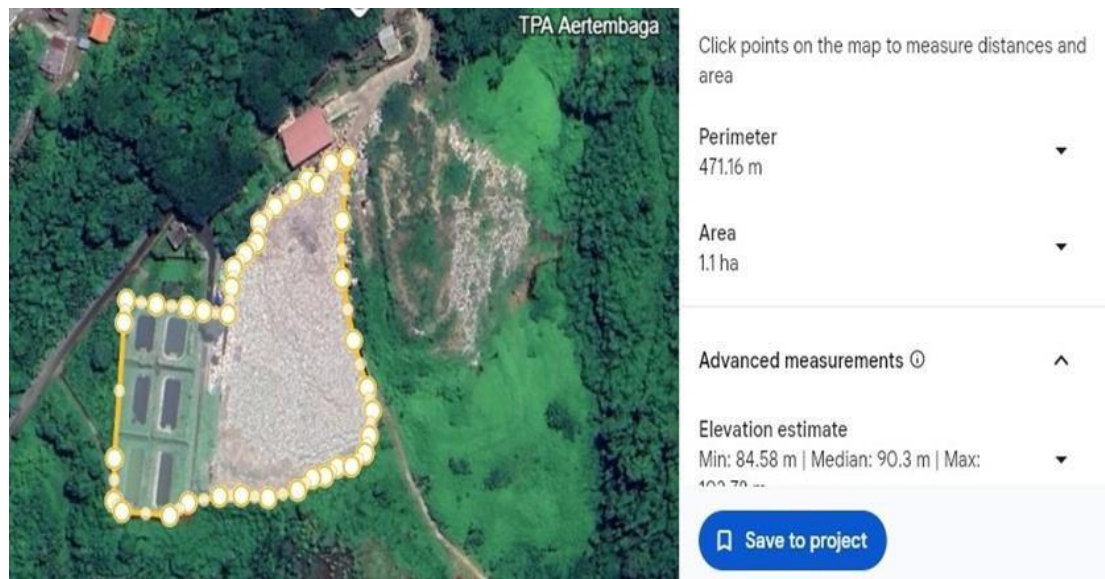 TPA Aertembaga
Click points on the map to measure distances and
area
Perimeter
471.16 m
Area
1.1 ha
Advanced measurements
Elevation estimate
Min: 84.58 m | Median: 90.3 m | Max:
Save to project